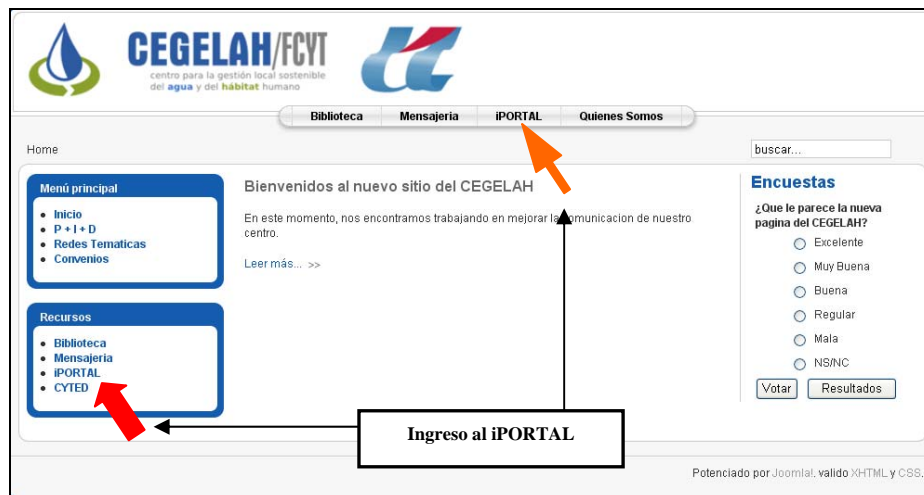 CEGELAH/FCYT
centro para la gestión local sostenible
del agua y del hábitat humano
Biblioteca Mensajeria iPORTAL Quienes Somos
Home
buscar...
Menú principal
Inicio
P + I + D
Redes Tematicas
Convenios
Recursos
Biblioteca
Mensajeria
iPORTAL
CYTED
Bienvenidos al nuevo sitio del CEGELAH
En este momento, nos encontramos trabajando en mejorar la comunicacion de nuestro
centro.
Leer más... >>
Encuestas
¿Que le parece la nueva
pagina del CEGELAH?
Excelente
Muy Buena
Buena
Regular
Mala
NS/NC
Votar Resultados
Ingreso al iPORTAL
Potenciado por Joomla!. valido XHTML y CSS.